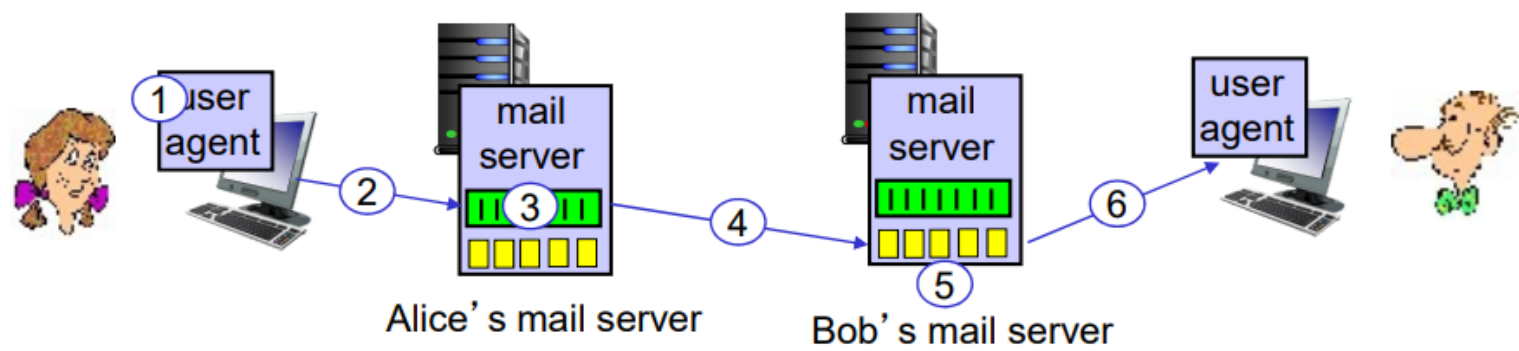 1 user
agent
2
mail
server
3
4
mail
server
5
6
user
agent
Alice’s mail server
Bob’s mail server